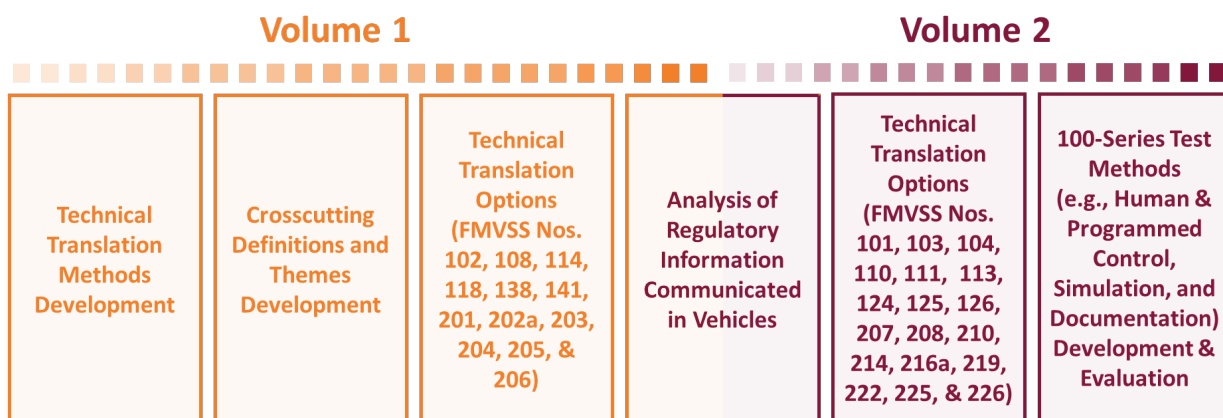 Volume 1
Volume 2
Technical
Translation
Methods
Development
Crosscutting
Definitions and
Themes
Development
Technical
Translation
Options
(FMVSS Nos.
102, 108, 114,
118, 138, 141,
201, 202a, 203,
204, 205, &
206)
Analysis of
Regulatory
Information
Communicated
in Vehicles
Technical
Translation
Options
(FMVSS Nos.
101, 103, 104,
110, 111, 113,
124, 125, 126,
207, 208, 210,
214, 216a, 219,
222, 225, & 226)
100-Series Test
Methods
(e.g., Human &
Programmed
Control,
Simulation, and
Documentation)
Development &
Evaluation